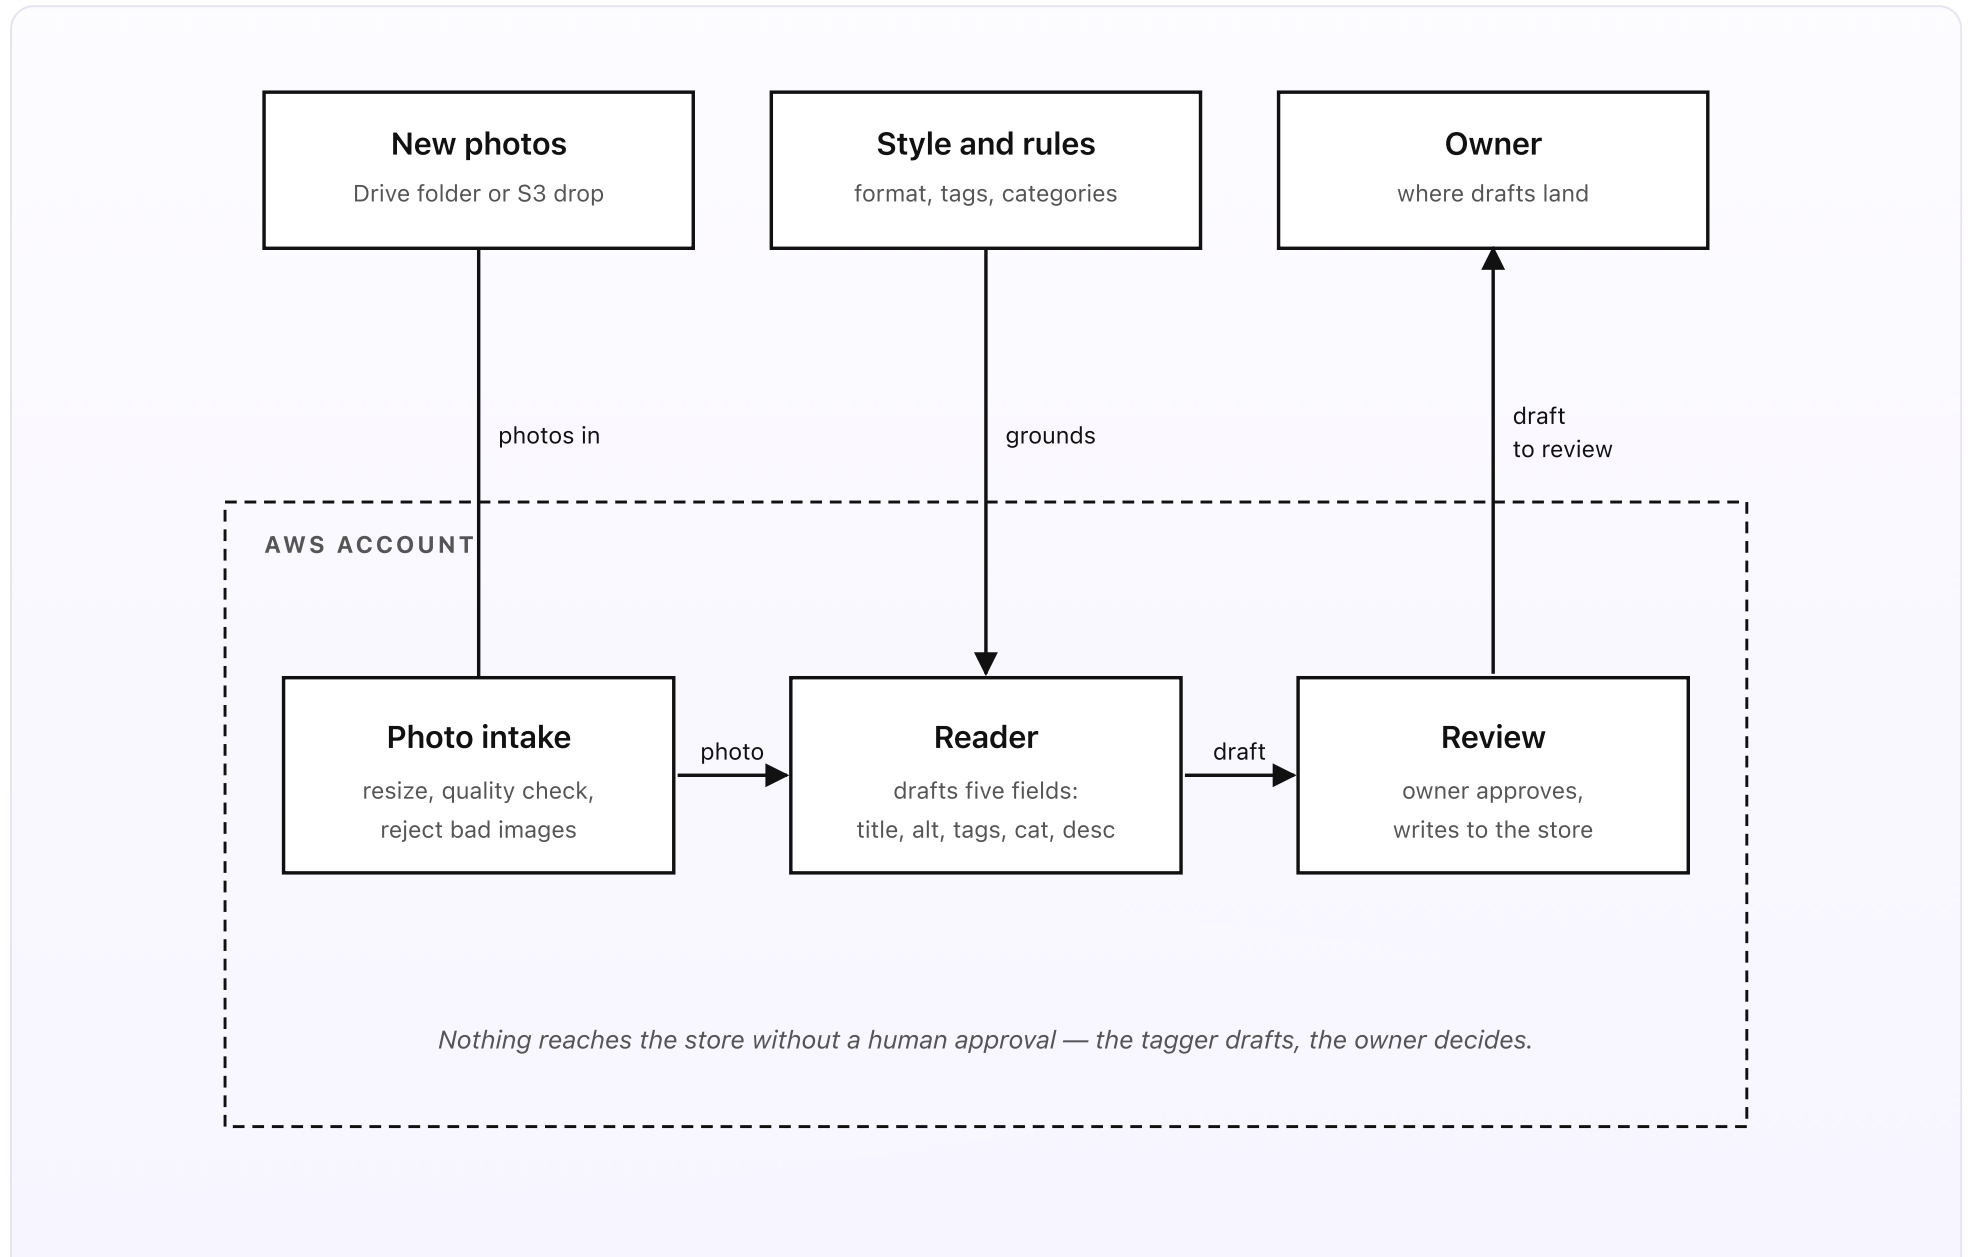 New photos
Drive folder or S3 drop
Style and rules
format, tags, categories
Owner
where drafts land
photos in
grounds
draft
to review
AWS ACCOUNT
Photo intake
resize, quality check,
reject bad images
photo
Reader
drafts five fields:
title, alt, tags, cat, desc
draft
Review
owner approves,
writes to the store
Nothing reaches the store without a human approval — the tagger drafts, the owner decides.